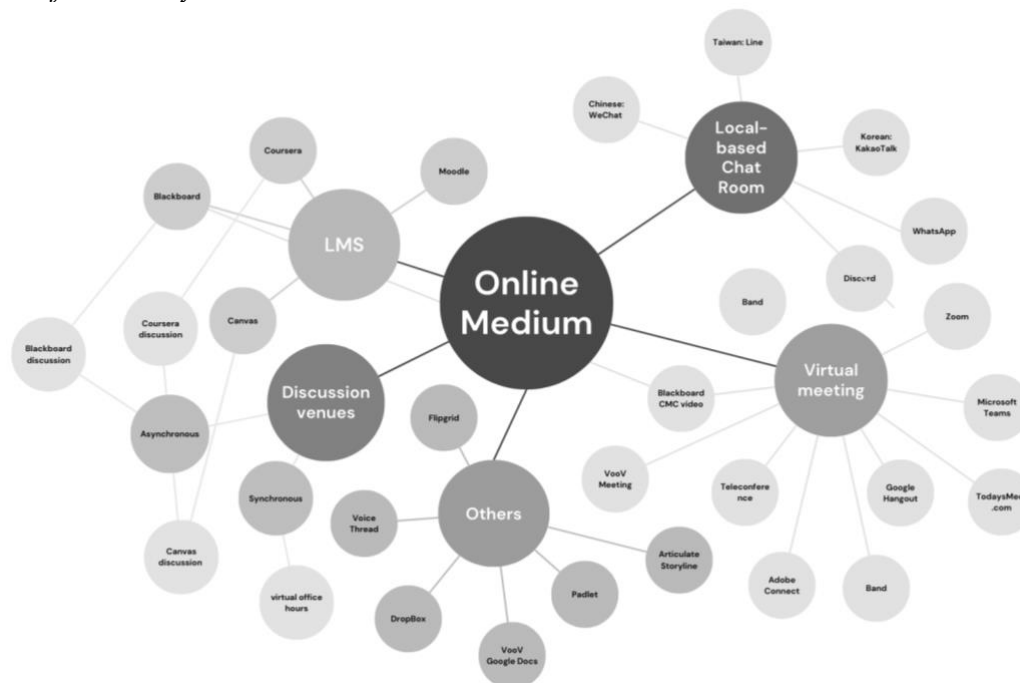 Taiwan: Line
Chinese:
WeChat
Local-
based
Chat
Room
Korean:
KakaoTalk
Coursera
Moodle
Blackboard
WhatsApp
LMS
Discord
Online
Medium
Band
Zoom
Canvas
Coursera
discussion
Blackboard
discussion
Virtual
meeting
Discussion
venues
Blackboard
CMC video
Microsoft
Teams
Flipgrid
Asynchronous
VooV
Meeting
Teleconfere
nce
Google
Hangout
.com
Synchronous
Voice
Thread
Others
Canvas
discussion
Articulate
Storyline
virtual office
hours
DropBox
Padlet
Adobe
Connect
Band
VooV
Google Docs